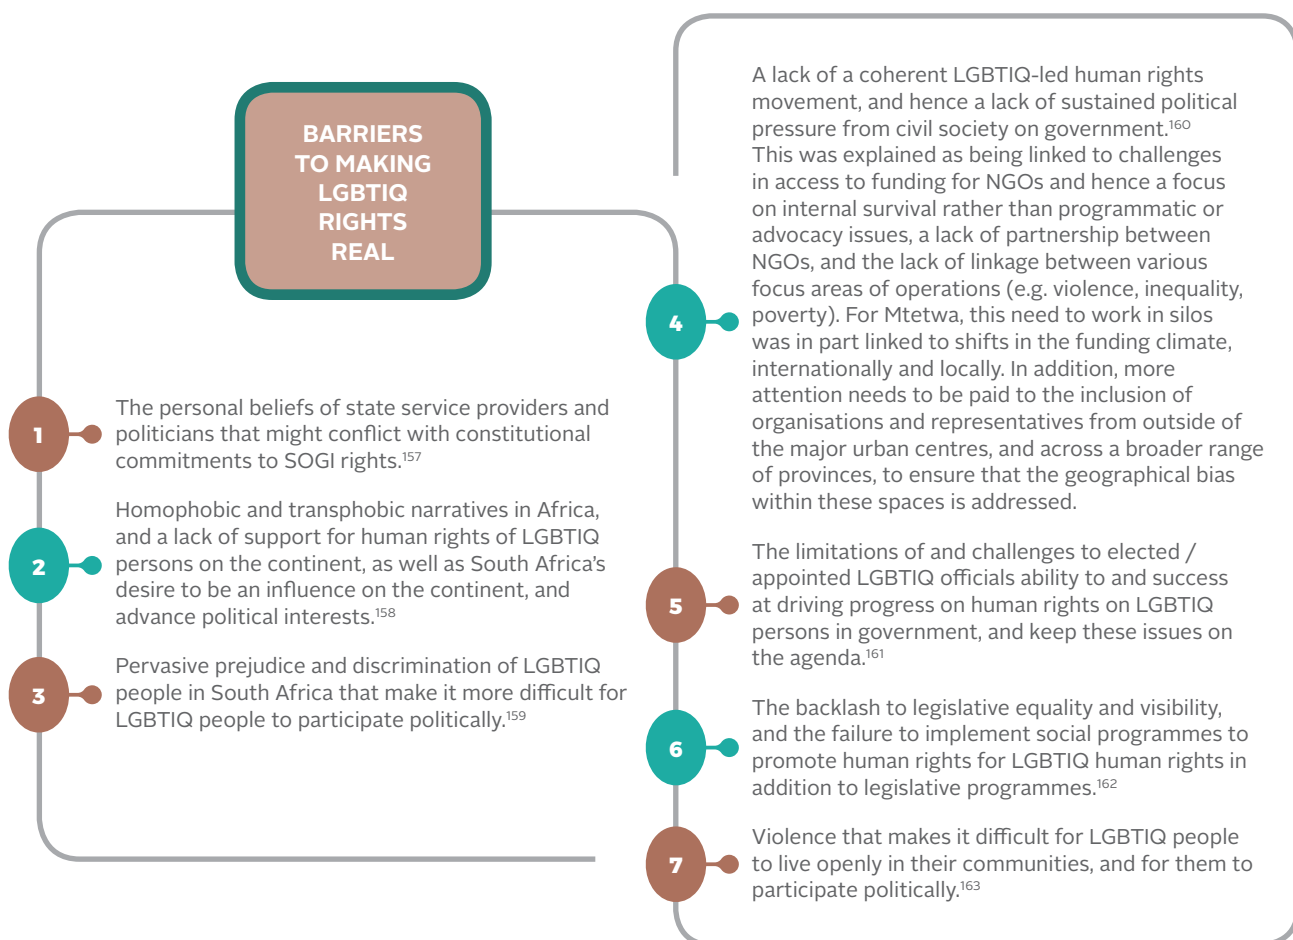 BARRIERS
TO MAKING
LGBTIQ
RIGHTS
REAL
1
The personal beliefs of state service providers and
politicians that might conflict with constitutional
commitments to SOGI rights.157
2
Homophobic and transphobic narratives in Africa,
and a lack of support for human rights of LGBTIQ
persons on the continent, as well as South Africa’s
desire to be an influence on the continent, and
advance political interests.158
3
Pervasive prejudice and discrimination of LGBTIQ
people in South Africa that make it more difficult for
LGBTIQ people to participate politically.159
4
A lack of a coherent LGBTIQ-led human rights
movement, and hence a lack of sustained political
pressure from civil society on government.160
This was explained as being linked to challenges
in access to funding for NGOs and hence a focus
on internal survival rather than programmatic or
advocacy issues, a lack of partnership between
NGOs, and the lack of linkage between various
focus areas of operations (e.g. violence, inequality,
poverty). For Mtetwa, this need to work in silos
was in part linked to shifts in the funding climate,
internationally and locally. In addition, more
attention needs to be paid to the inclusion of
organisations and representatives from outside of
the major urban centres, and across a broader range
of provinces, to ensure that the geographical bias
within these spaces is addressed.
5
The limitations of and challenges to elected /
appointed LGBTIQ officials ability to and success
at driving progress on human rights on LGBTIQ
persons in government, and keep these issues on
the agenda.161
6
The backlash to legislative equality and visibility,
and the failure to implement social programmes to
promote human rights for LGBTIQ human rights in
addition to legislative programmes.162
7
Violence that makes it difficult for LGBTIQ people
to live openly in their communities, and for them to
participate politically.163